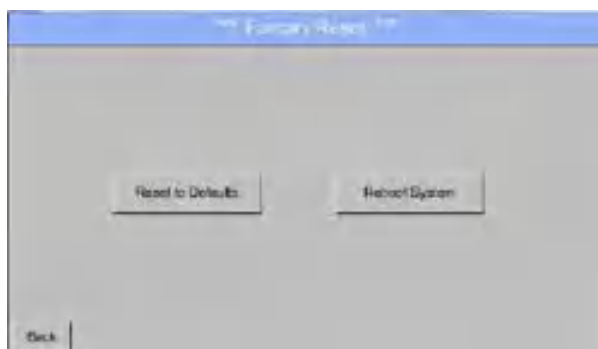 *** Factory Reset ***
Reset to Defaults
Reboot System
Back